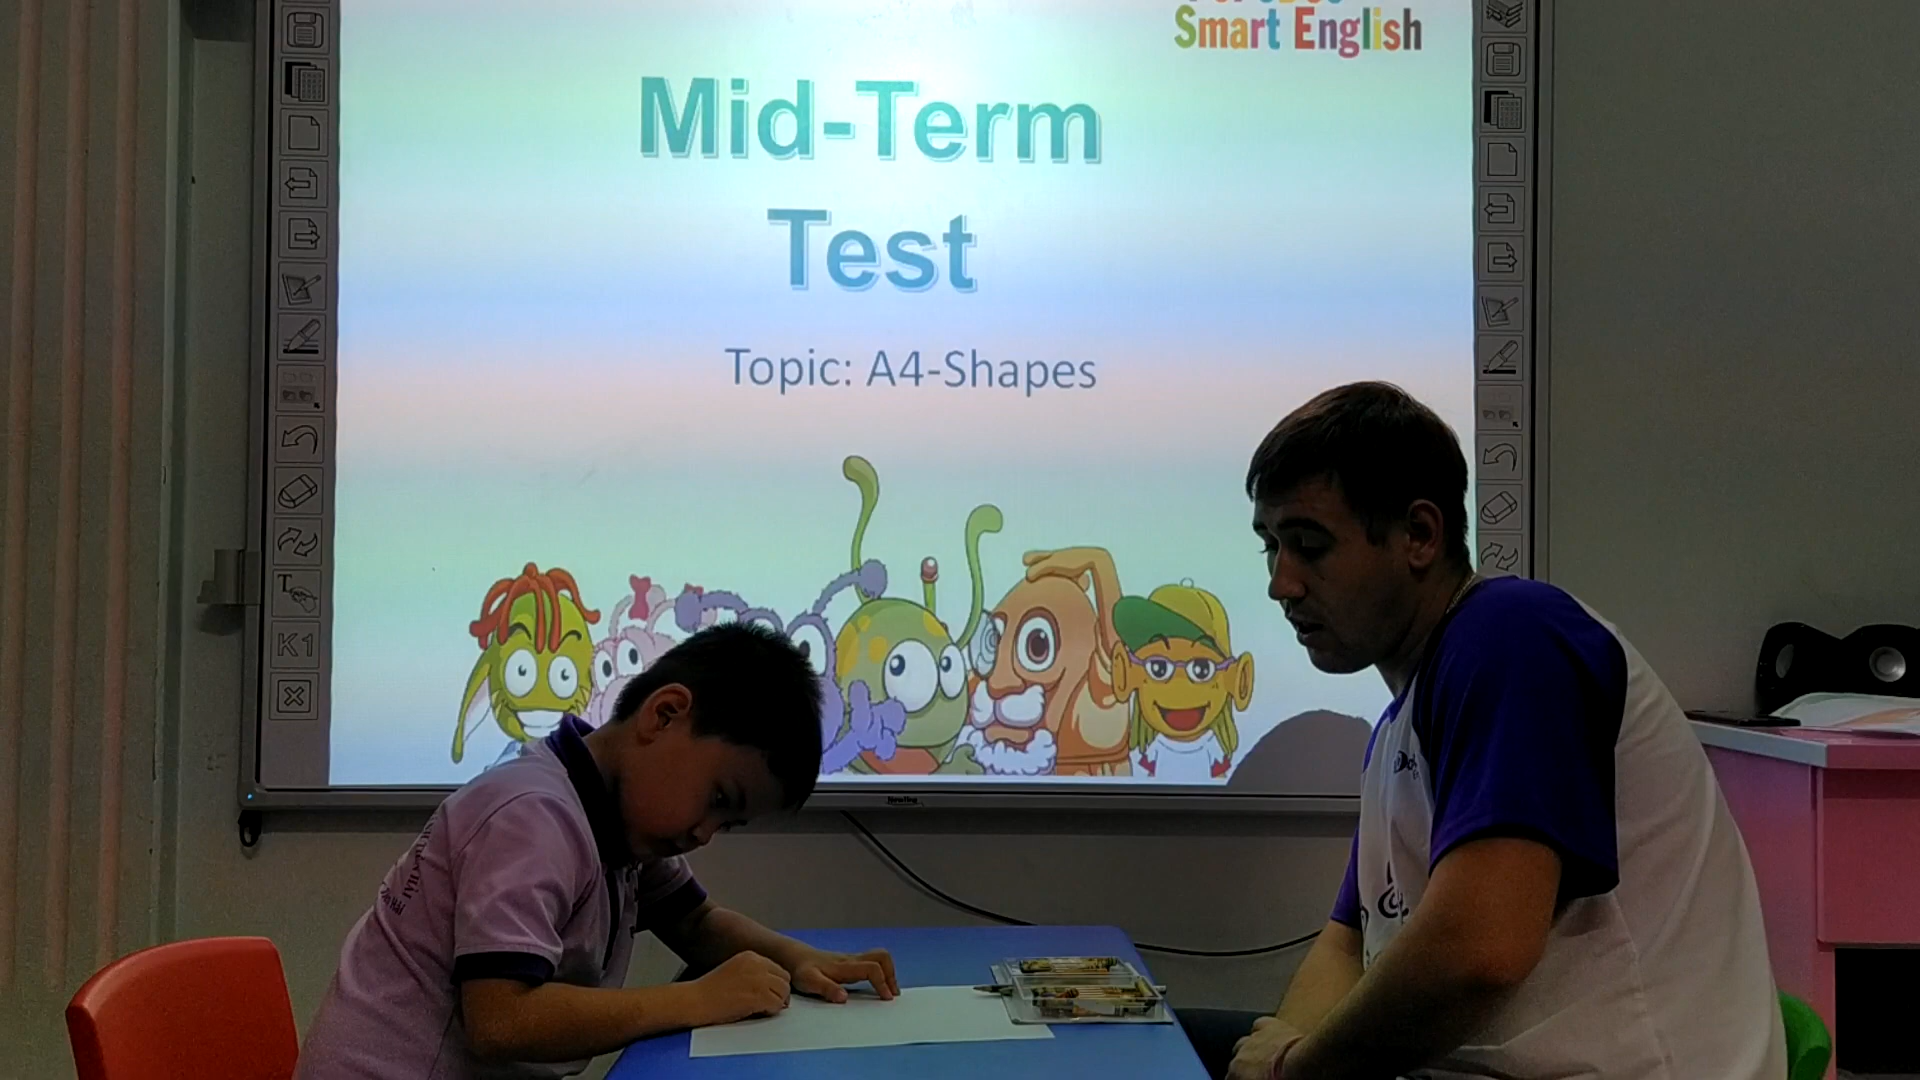 Smart English
Mid-Term
Test
Topic: A4-Shapes
T
K1